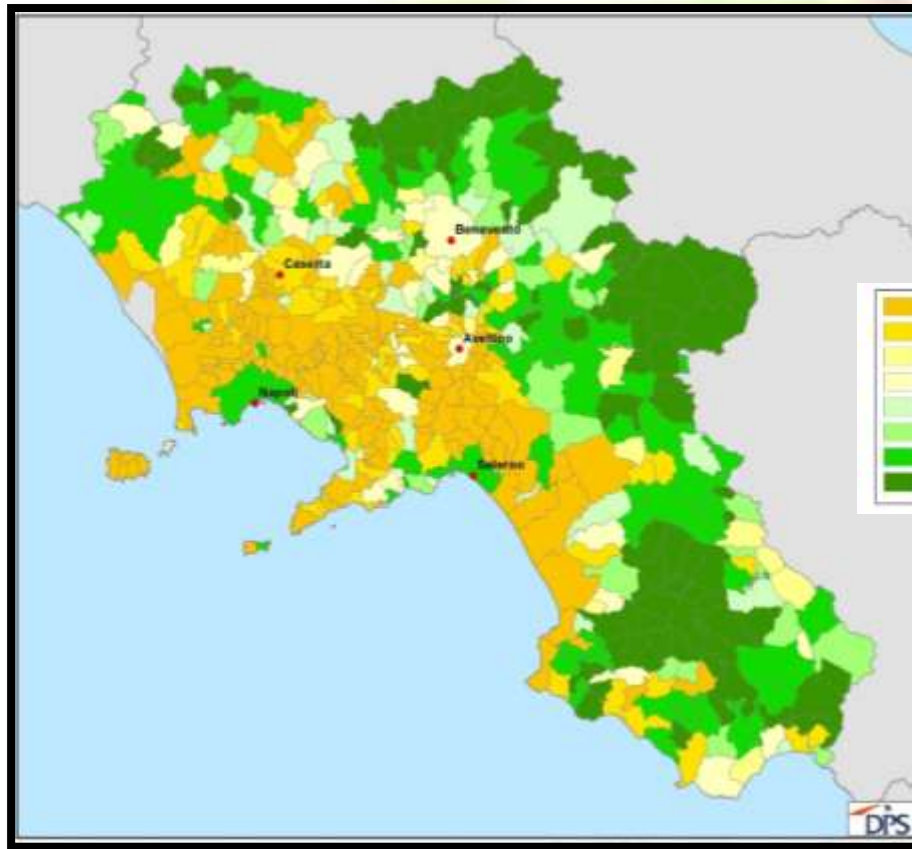 Benevento
Caserta
Avellino
Napoli
Salerno
DPS